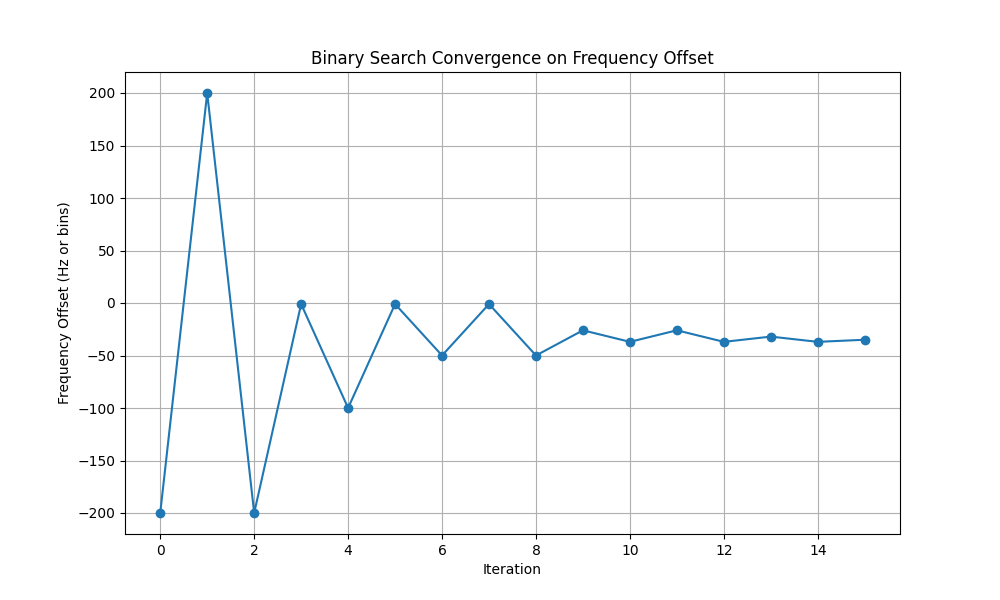 Binary Search Convergence on Frequency Offset
Frequency Offset (Hz or bins)
200
150
100
50
0
−50
−100
−150
−200
0 2 4 6 8 10 12 14
Iteration